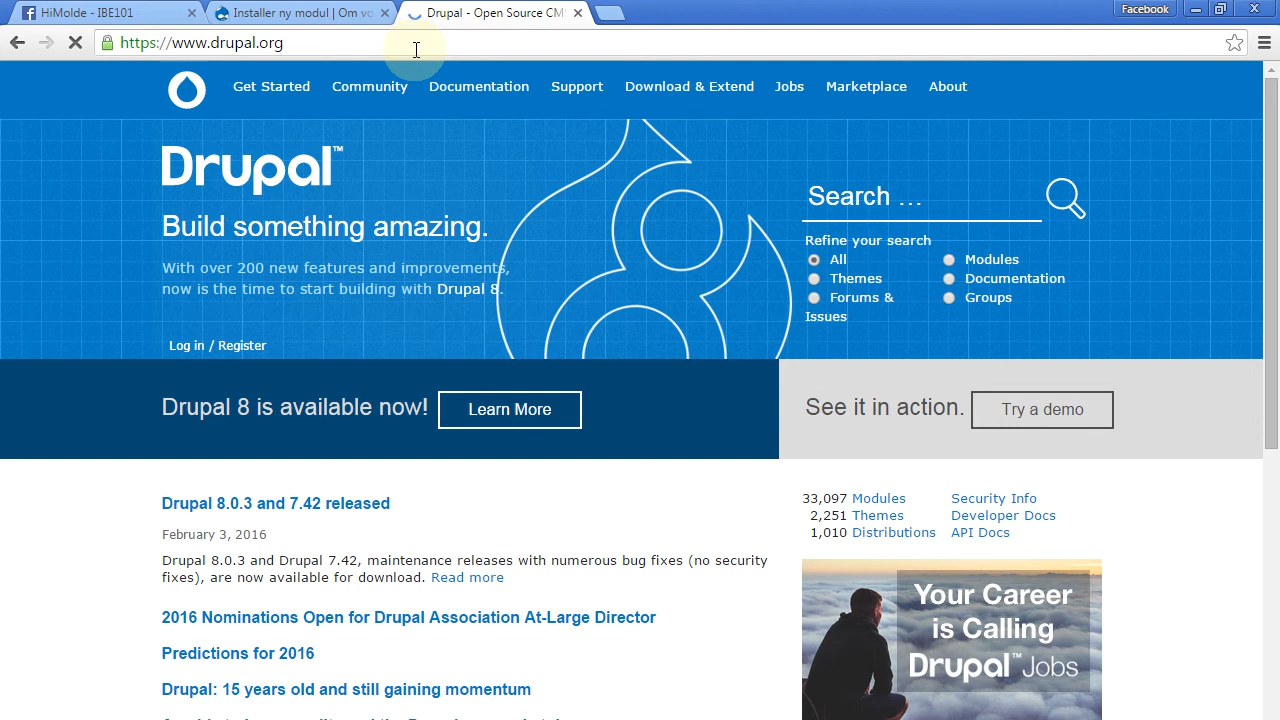 HiMolde - IBE101
Installer ny modul | Om vo
Drupal - Open Source CM
Facebook
https://www.drupal.org
Get Started
Community
Documentation
Support
Download & Extend
Jobs
Marketplace
About
Drupal™
Build something amazing.
With over 200 new features and improvements,
now is the time to start building with Drupal 8.
Log in / Register
Search ...
Refine your search
All
Modules
Themes
Documentation
Forums &
Issues
Groups
Drupal 8 is available now!
Learn More
See it in action.
Try a demo
Drupal 8.0.3 and 7.42 released
February 3, 2016
Drupal 8.0.3 and Drupal 7.42, maintenance releases with numerous bug fixes (no security
fixes), are now available for download. Read more
2016 Nominations Open for Drupal Association At-Large Director
Predictions for 2016
Drupal: 15 years old and still gaining momentum
33,097 Modules
2,251 Themes
1,010 Distributions
Security Info
Developer Docs
API Docs
Your Career
is Calling
Drupal™Jobs